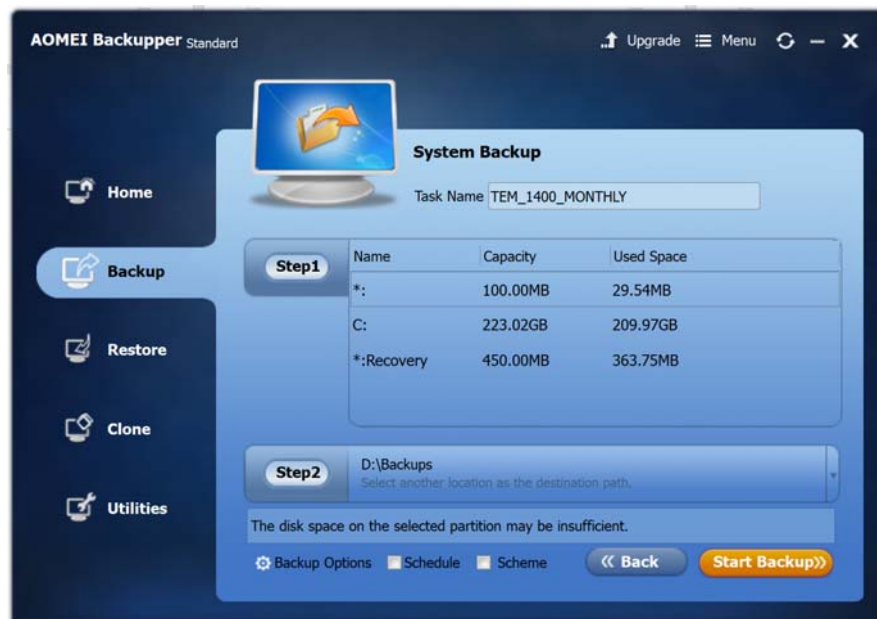 AOMEI Backupper Standard
Upgrade Menu
System Backup
Task Name TEM_1400_MONTHLY
Home
Backup
Restore
Clone
Utilities
Step1
Name Capacity Used Space
*: 100.00MB 29.54MB
C: 223.02GB 209.97GB
*:Recovery 450.00MB 363.75MB
Step2
D:\Backups
Select another location as the destination path.
The disk space on the selected partition may be insufficient.
Backup Options Schedule Scheme
Back
Start Backup